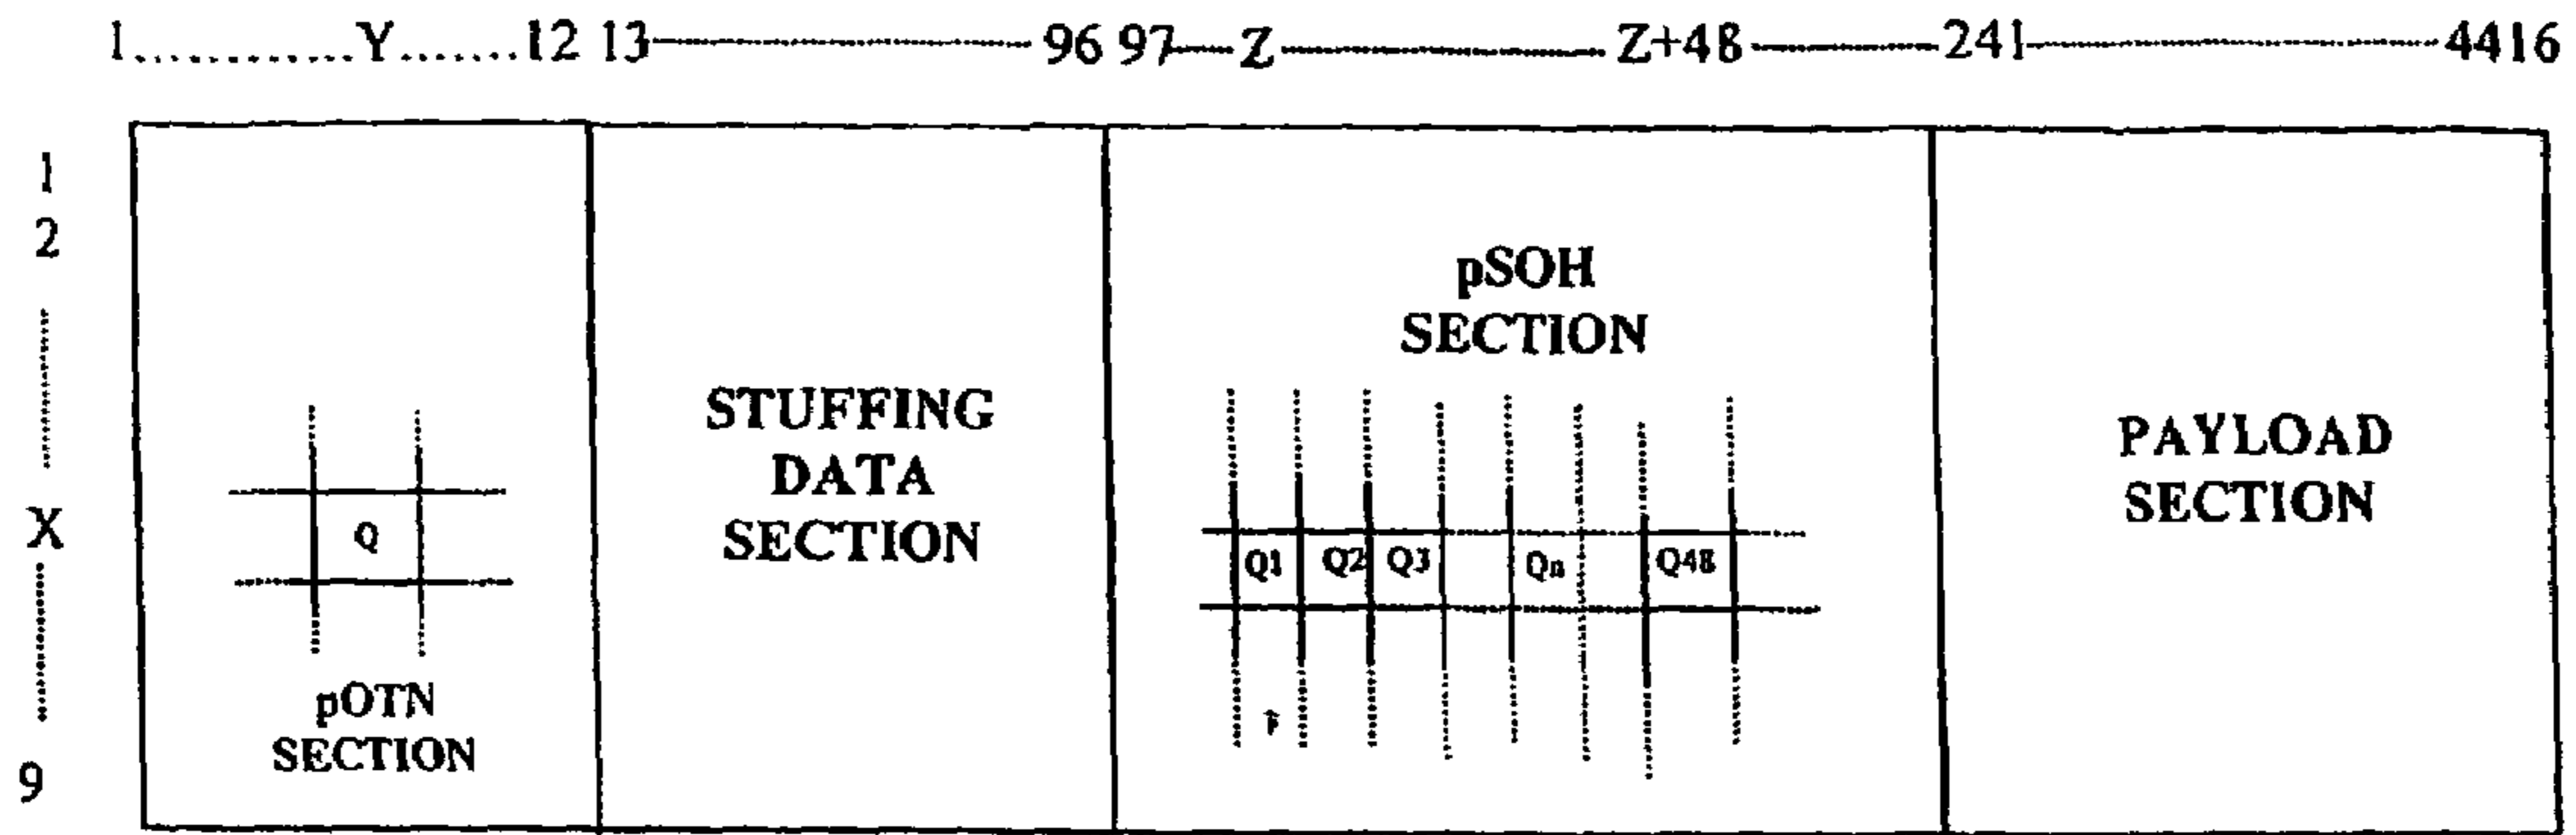 1............Y.......12 13------------96 97----Z------------Z+48--------241------------4416
1
2
X
9
Q
pOTN
SECTION
STUFFING
DATA
SECTION
pSOH
SECTION
Q1 Q2 Q3 Qn Q48
PAYLOAD
SECTION